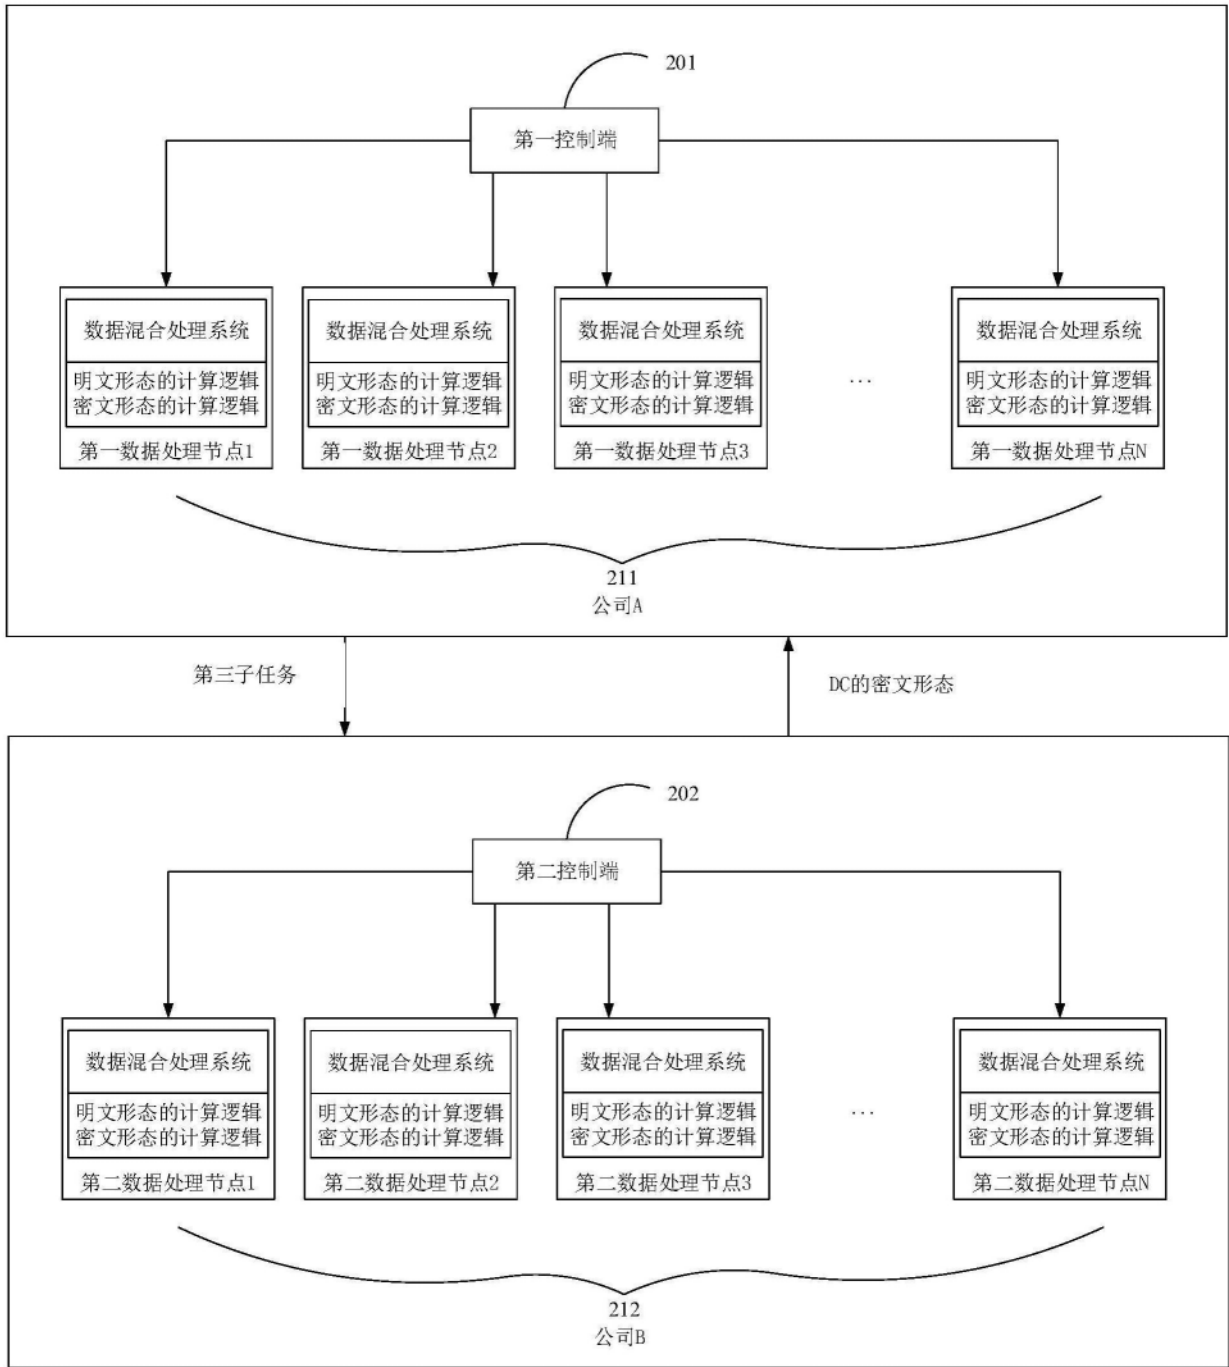 201
第一控制端
数据混合处理系统
明文形态的计算逻辑
密文形态的计算逻辑
第一数据处理节点1
数据混合处理系统
明文形态的计算逻辑
密文形态的计算逻辑
第一数据处理节点2
数据混合处理系统
明文形态的计算逻辑
密文形态的计算逻辑
第一数据处理节点3
...
数据混合处理系统
明文形态的计算逻辑
密文形态的计算逻辑
第一数据处理节点N
211
公司A
第三子任务
DC的密文形态
202
第二控制端
数据混合处理系统
明文形态的计算逻辑
密文形态的计算逻辑
第二数据处理节点1
数据混合处理系统
明文形态的计算逻辑
密文形态的计算逻辑
第二数据处理节点2
数据混合处理系统
明文形态的计算逻辑
密文形态的计算逻辑
第二数据处理节点3
...
数据混合处理系统
明文形态的计算逻辑
密文形态的计算逻辑
第二数据处理节点N
212
公司B